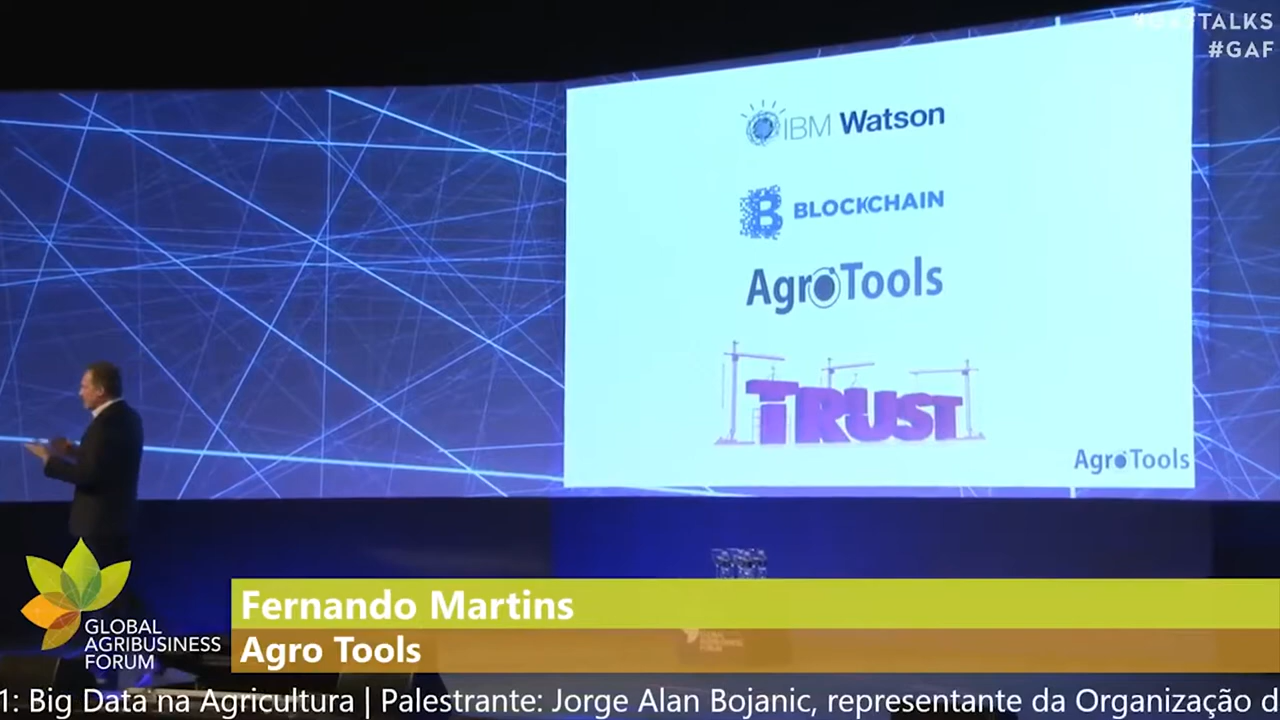 #GAFTALKS
#GAF
IBM Watson
BLOCKCHAIN
AgroTools
TRUST
AgroTools
GLOBAL
AGRIBUSINESS
FORUM
Fernando Martins
Agro Tools
1: Big Data na Agricultura | Palestrante: Jorge Alan Bojanic, representante da Organização d